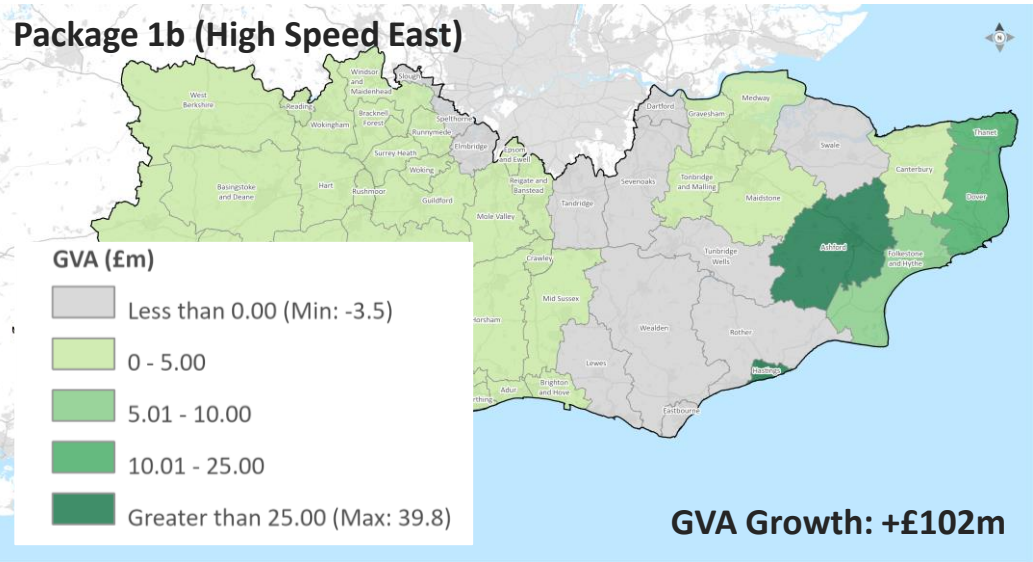 Package 1b (High Speed East)
N
West
Berkshire
Reading
Wokingham
Windsor
and
Maidenhead
Slough
Bracknell
Forest
Spelthorne
Runnymede
Elmbridge
Surrey Heath
Woking
Epsom
and Ewell
Reigate and
Banstead
Basingstoke
and Deane
Hart
Rushmoor
Guildford
Mole Valley
Tandridge
Sevenoaks
Dartford
Gravesham
Medway
Swale
Thanet
Canterbury
Dover
Tonbridge
and Malling
Maidstone
Ashford
Folkestone
and Hythe
Tunbridge
Wells
Crawley
Mid Sussex
Horsham
Wealden
Rother
Hastings
Lewes
Eastbourne
Brighton
and Hove
Adur
thing
GVA (£m)
Less than 0.00 (Min: -3.5)
0 - 5.00
5.01 - 10.00
10.01 - 25.00
Greater than 25.00 (Max: 39.8)
GVA Growth: +£102m